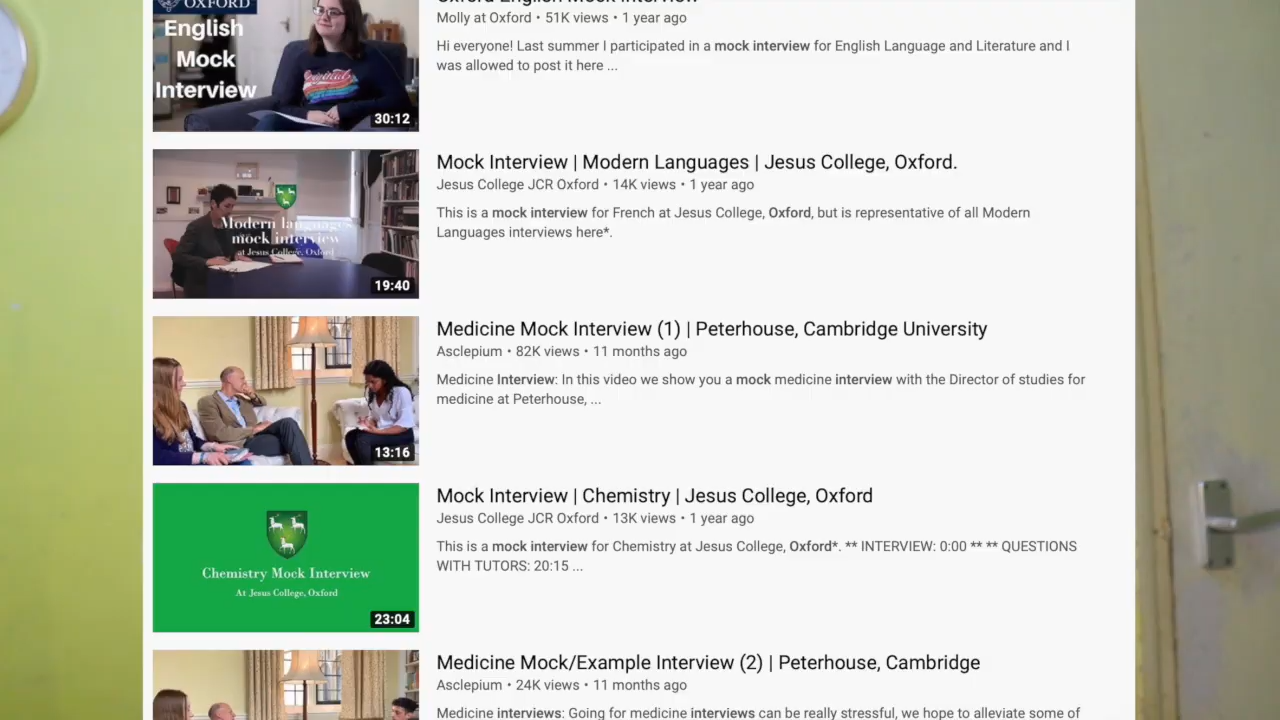 OXFORD
English
Mock
Interview
30:12
Oxford English Mock Interview
Molly at Oxford • 51K views • 1 year ago
Hi everyone! Last summer I participated in a mock interview for English Language and Literature and I
was allowed to post it here ...
Modern languages
mock interview
at Jesus College, Oxford
19:40
Mock Interview | Modern Languages | Jesus College, Oxford.
Jesus College JCR Oxford • 14K views • 1 year ago
This is a mock interview for French at Jesus College, Oxford, but is representative of all Modern
Languages interviews here*.
13:16
Medicine Mock Interview (1) | Peterhouse, Cambridge University
Asclepium • 82K views • 11 months ago
Medicine Interview: In this video we show you a mock medicine interview with the Director of studies for
medicine at Peterhouse, ...
Chemistry Mock Interview
At Jesus College, Oxford
23:04
Mock Interview | Chemistry | Jesus College, Oxford
Jesus College JCR Oxford • 13K views • 1 year ago
This is a mock interview for Chemistry at Jesus College, Oxford*. ** INTERVIEW: 0:00 ** ** QUESTIONS
WITH TUTORS: 20:15 ...
Medicine Mock/Example Interview (2) | Peterhouse, Cambridge
Asclepium • 24K views • 11 months ago
Medicine interviews: Going for medicine interviews can be really stressful, we hope to alleviate some of